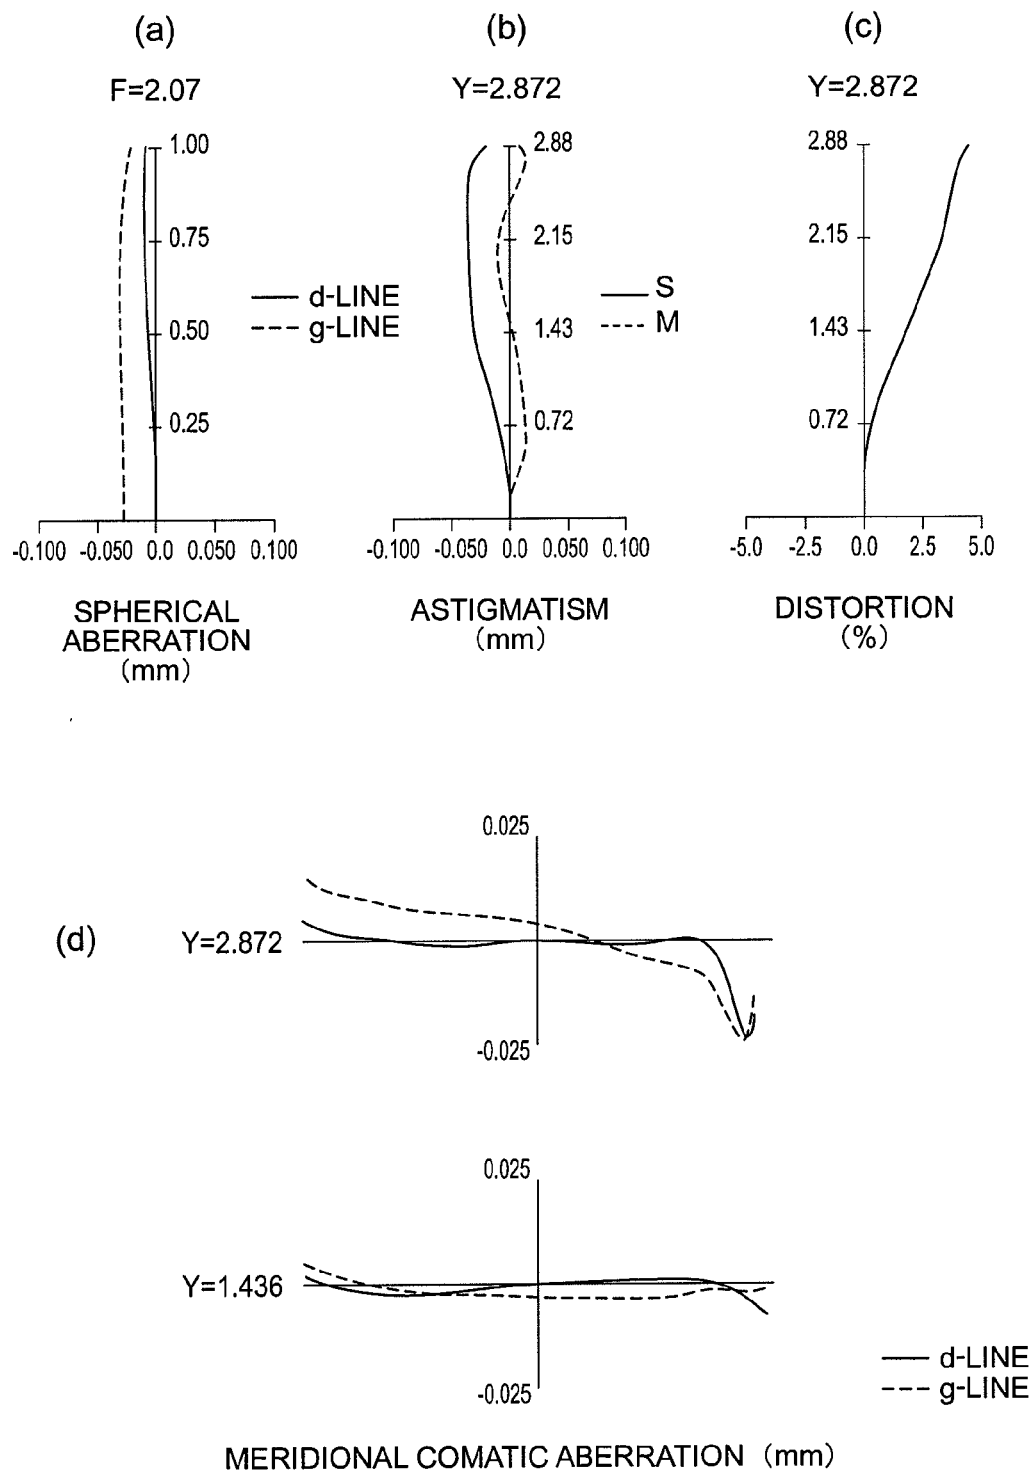 (a)
F=2.07
1.00
0.75
0.50
0.25
-0.100 -0.050 0.0 0.050 0.100
SPHERICAL
ABERRATION
(mm)
d-LINE
g-LINE
(b)
Y=2.872
2.88
2.15
1.43
0.72
-0.100 -0.050 0.0 0.050 0.100
ASTIGMATISM
(mm)
S
M
(c)
Y=2.872
2.88
2.15
1.43
0.72
-5.0 -2.5 0.0 2.5 5.0
DISTORTION
(%)
(d)
0.025
Y=2.872
-0.025
0.025
Y=1.436
-0.025
d-LINE
g-LINE
MERIDIONAL COMATIC ABERRATION (mm)